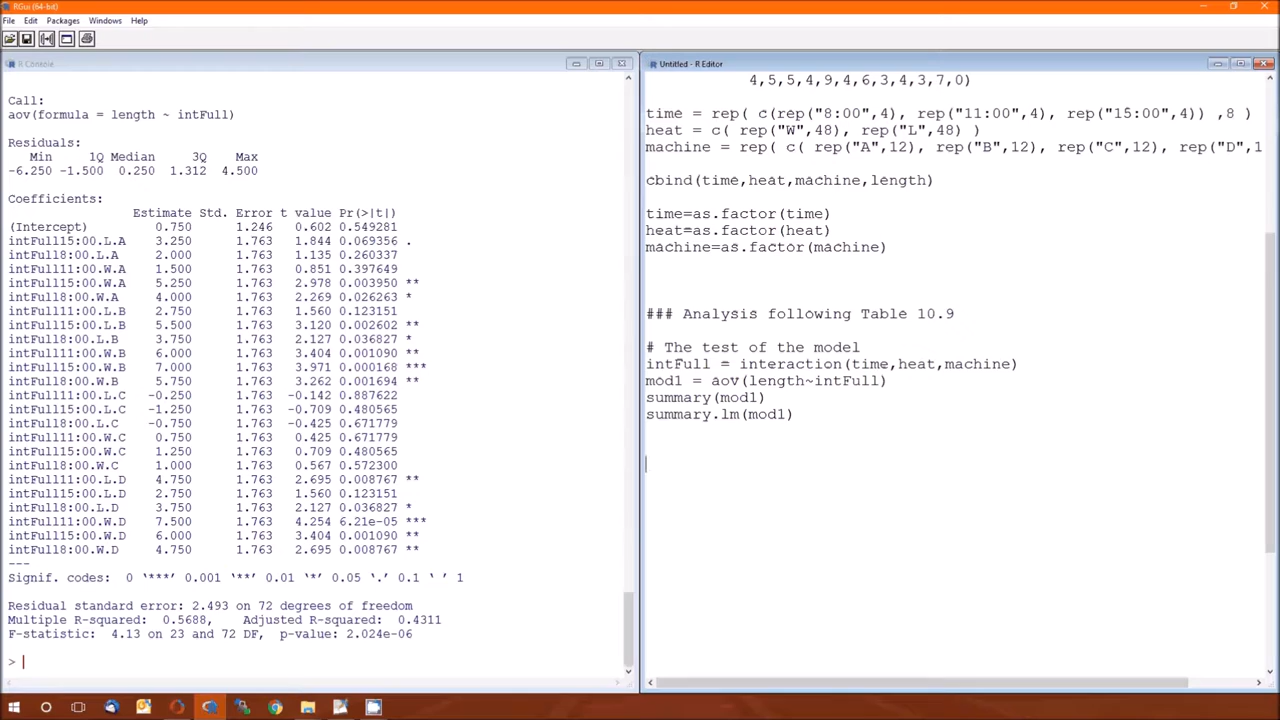 RGui (64-bit)
File Edit Packages Windows Help
R Console
Call:
aov(formula = length ~ intFull)
Residuals:
Min 1Q Median 3Q Max
-6.250 -1.500 0.250 1.312 4.500
Coefficients:
Estimate Std. Error t value Pr(>|t|)
(Intercept) 0.750 1.246 0.602 0.549281
intFull15:00.L.A 3.250 1.763 1.844 0.069356 .
intFull8:00.L.A 2.000 1.763 1.135 0.260337
intFull11:00.W.A 1.500 1.763 0.851 0.397649
intFull15:00.W.A 5.250 1.763 2.978 0.003950 **
intFull8:00.W.A 4.000 1.763 2.269 0.026263 *
intFull11:00.L.B 2.750 1.763 1.560 0.123151
intFull15:00.L.B 5.500 1.763 3.120 0.002602 **
intFull8:00.L.B 3.750 1.763 2.127 0.036827 *
intFull11:00.W.B 6.000 1.763 3.404 0.001090 **
intFull15:00.W.B 7.000 1.763 3.971 0.000168 ***
intFull8:00.W.B 5.750 1.763 3.262 0.001694 **
intFull11:00.L.C -0.250 1.763 -0.142 0.887622
intFull15:00.L.C -1.250 1.763 -0.709 0.480565
intFull8:00.L.C -0.750 1.763 -0.425 0.671779
intFull11:00.W.C 0.750 1.763 0.425 0.671779
intFull15:00.W.C 1.250 1.763 0.709 0.480565
intFull8:00.W.C 1.000 1.763 0.567 0.572300
intFull11:00.L.D 4.750 1.763 2.695 0.008767 **
intFull15:00.L.D 2.750 1.763 1.560 0.123151
intFull8:00.L.D 3.750 1.763 2.127 0.036827 *
intFull11:00.W.D 7.500 1.763 4.254 6.21e-05 ***
intFull15:00.W.D 6.000 1.763 3.404 0.001090 **
intFull8:00.W.D 4.750 1.763 2.695 0.008767 **
---
Signif. codes: 0 ‘***’ 0.001 ‘**’ 0.01 ‘*’ 0.05 ‘.’ 0.1 ‘ ’ 1
Residual standard error: 2.493 on 72 degrees of freedom
Multiple R-squared: 0.5688, Adjusted R-squared: 0.4311
F-statistic: 4.13 on 23 and 72 DF, p-value: 2.024e-06
>
Untitled - R Editor
4,5,5,4,9,4,6,3,4,3,7,0)
time = rep( c(rep("8:00",4), rep("11:00",4), rep("15:00",4)) ,8 )
heat = c( rep("W",48), rep("L",48) )
machine = rep( c( rep("A",12), rep("B",12), rep("C",12), rep("D",1
cbind(time,heat,machine,length)
time=as.factor(time)
heat=as.factor(heat)
machine=as.factor(machine)
### Analysis following Table 10.9
# The test of the model
intFull = interaction(time,heat,machine)
mod1 = aov(length~intFull)
summary(mod1)
summary.lm(mod1)